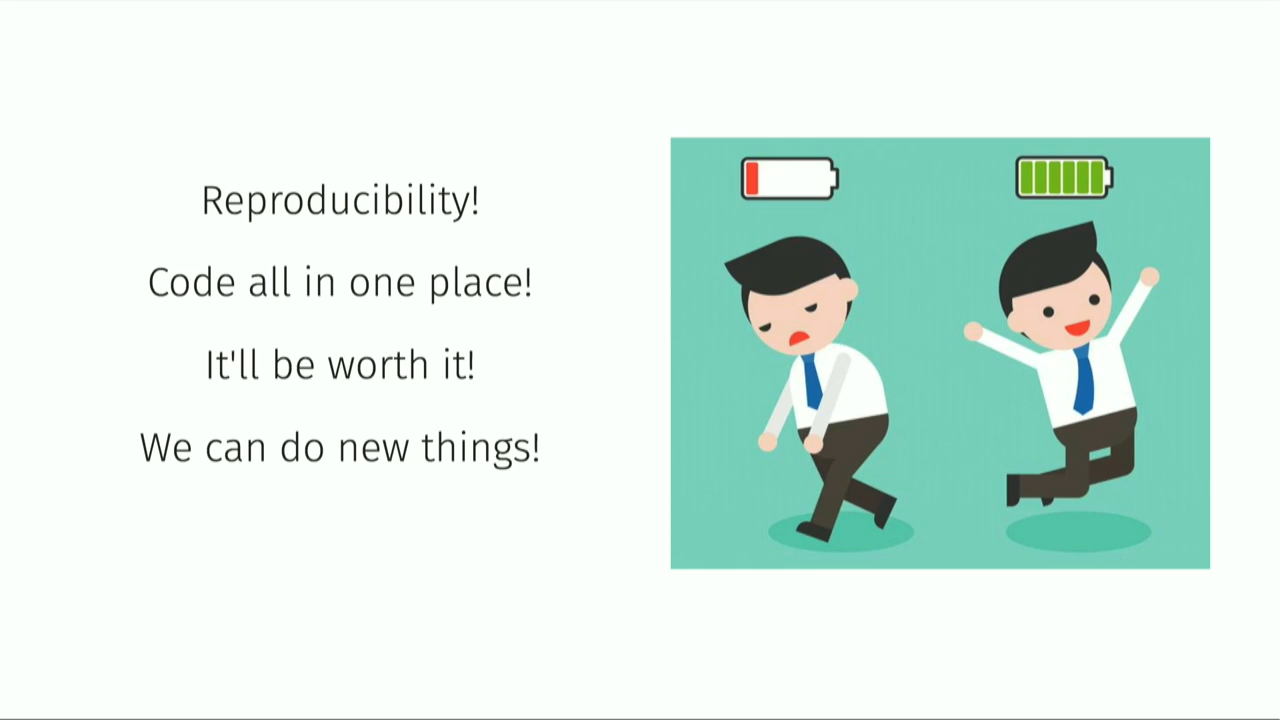 Reproducibility!
Code all in one place!
It'll be worth it!
We can do new things!